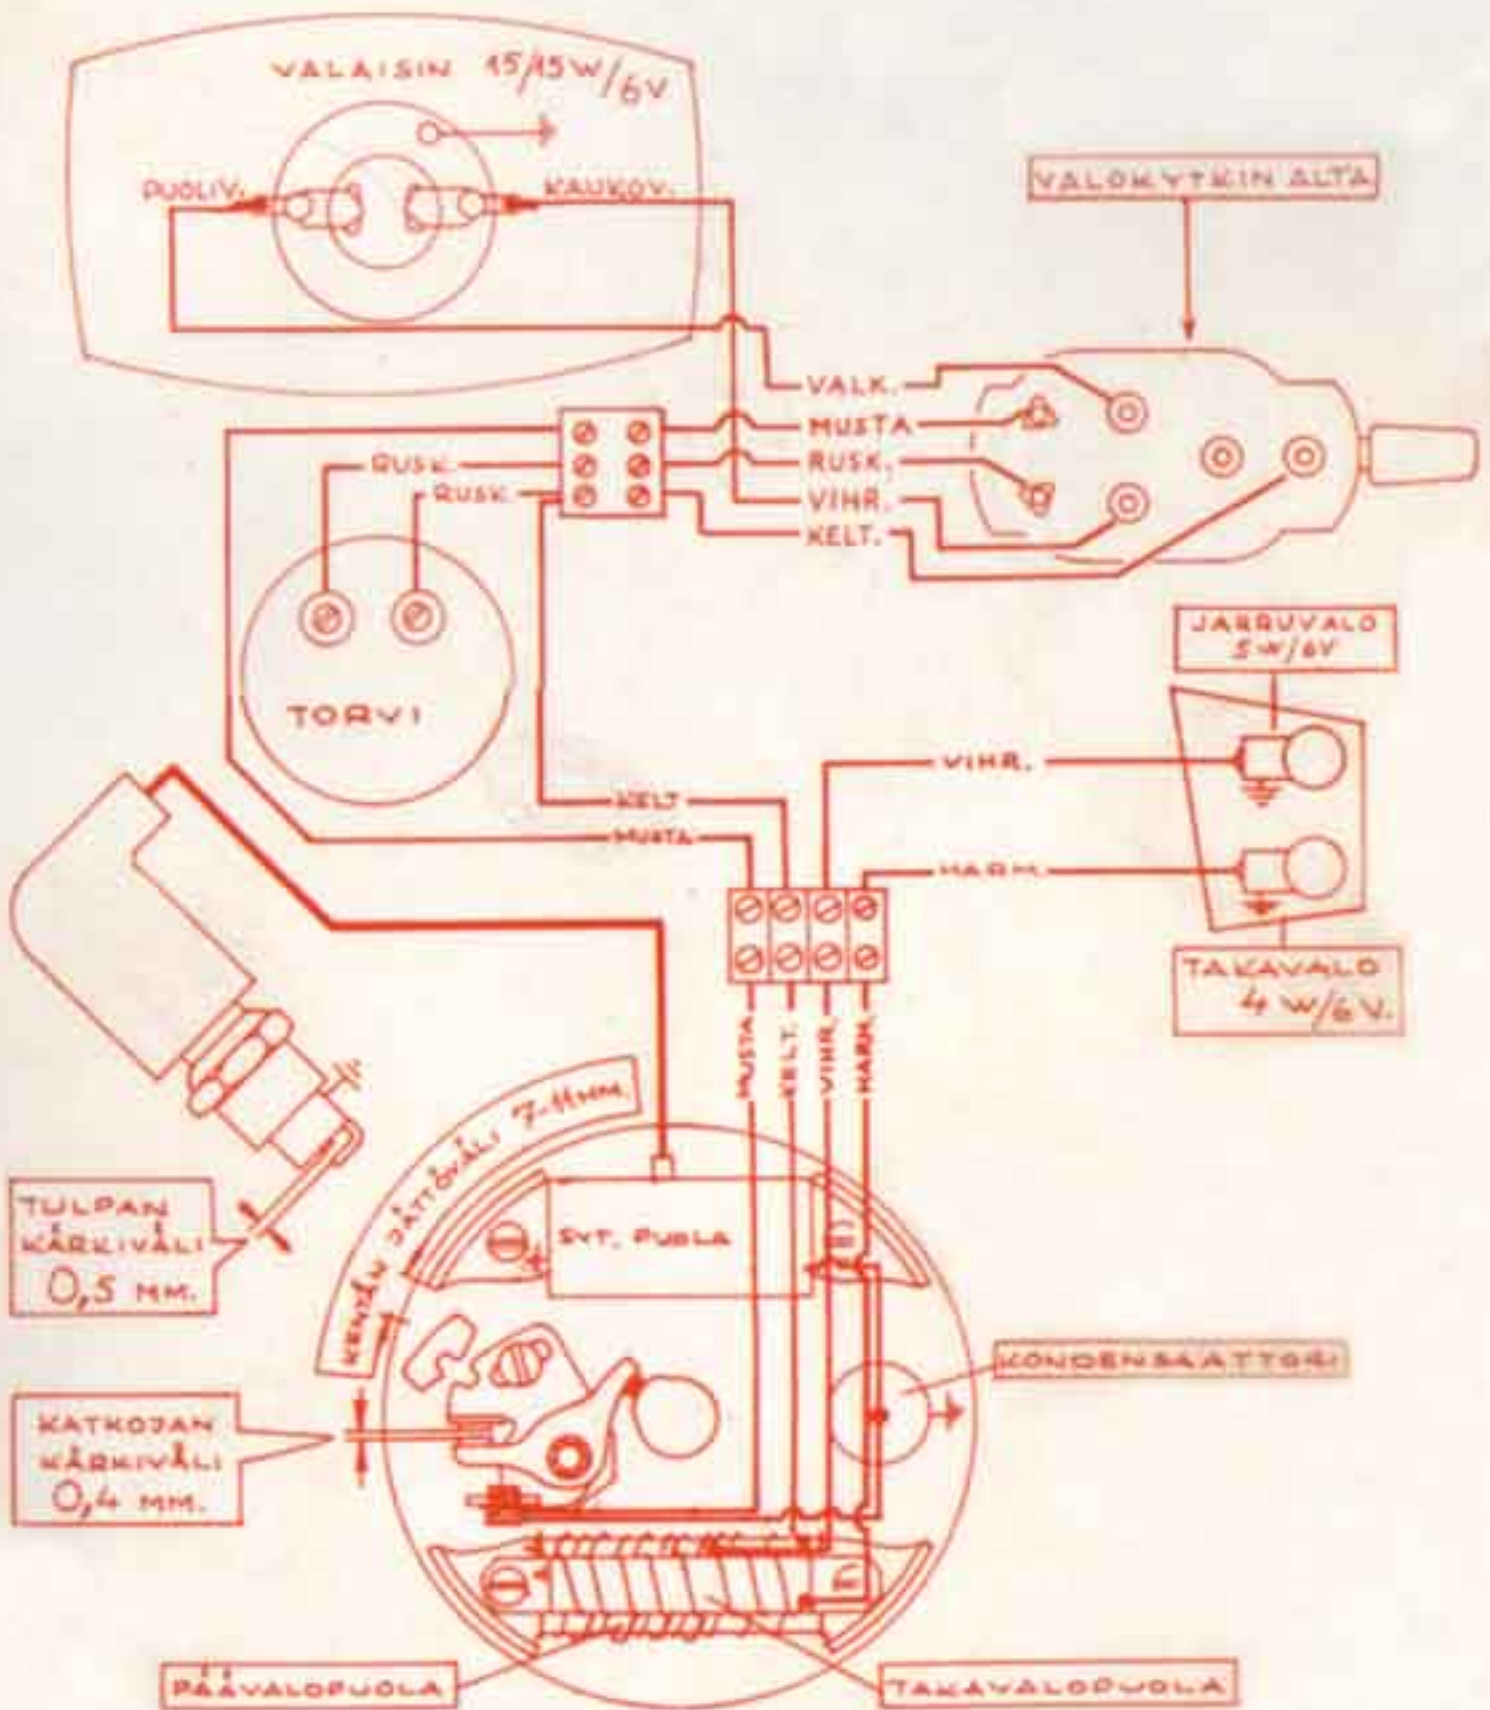 VALAISIN 15/15W/6V
PUOLIV.
KAUKOV.
VALOKYTKIN ALTA
VALK.
MUSTA
RUSK.
VIHR.
KELT.
RUSK.
RUSK.
TORVI
JARRUVALO
5W/6V
VIHR.
KELT
MUSTA
HARM.
TAKAVALO
4 W/6V.
MUSTA
KELT.
VIHR.
HARM.
KENJÄN JÄTTÖVÄLI 7-11MM.
TULPAN
KÄRKIVÄLI
0,5 MM.
SYT. PUOLA
KONDENSAATTORI
KATKOJAN
KÄRKIVÄLI
0,4 MM.
PÄÄVALOPUOLA
TAKAVALOPUOLA